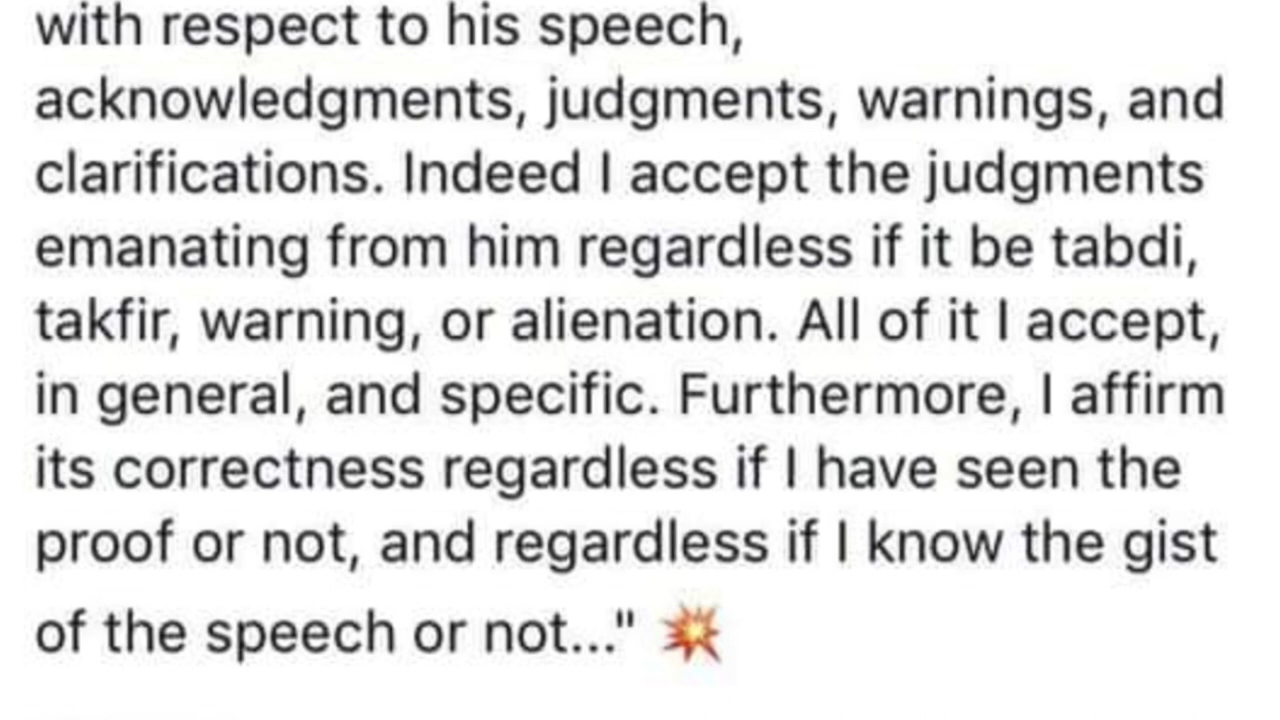 with respect to his speech,
acknowledgments, judgments, warnings, and
clarifications. Indeed I accept the judgments
emanating from him regardless if it be tabdi,
takfir, warning, or alienation. All of it I accept,
in general, and specific. Furthermore, I affirm
its correctness regardless if I have seen the
proof or not, and regardless if I know the gist
of the speech or not..." 💥